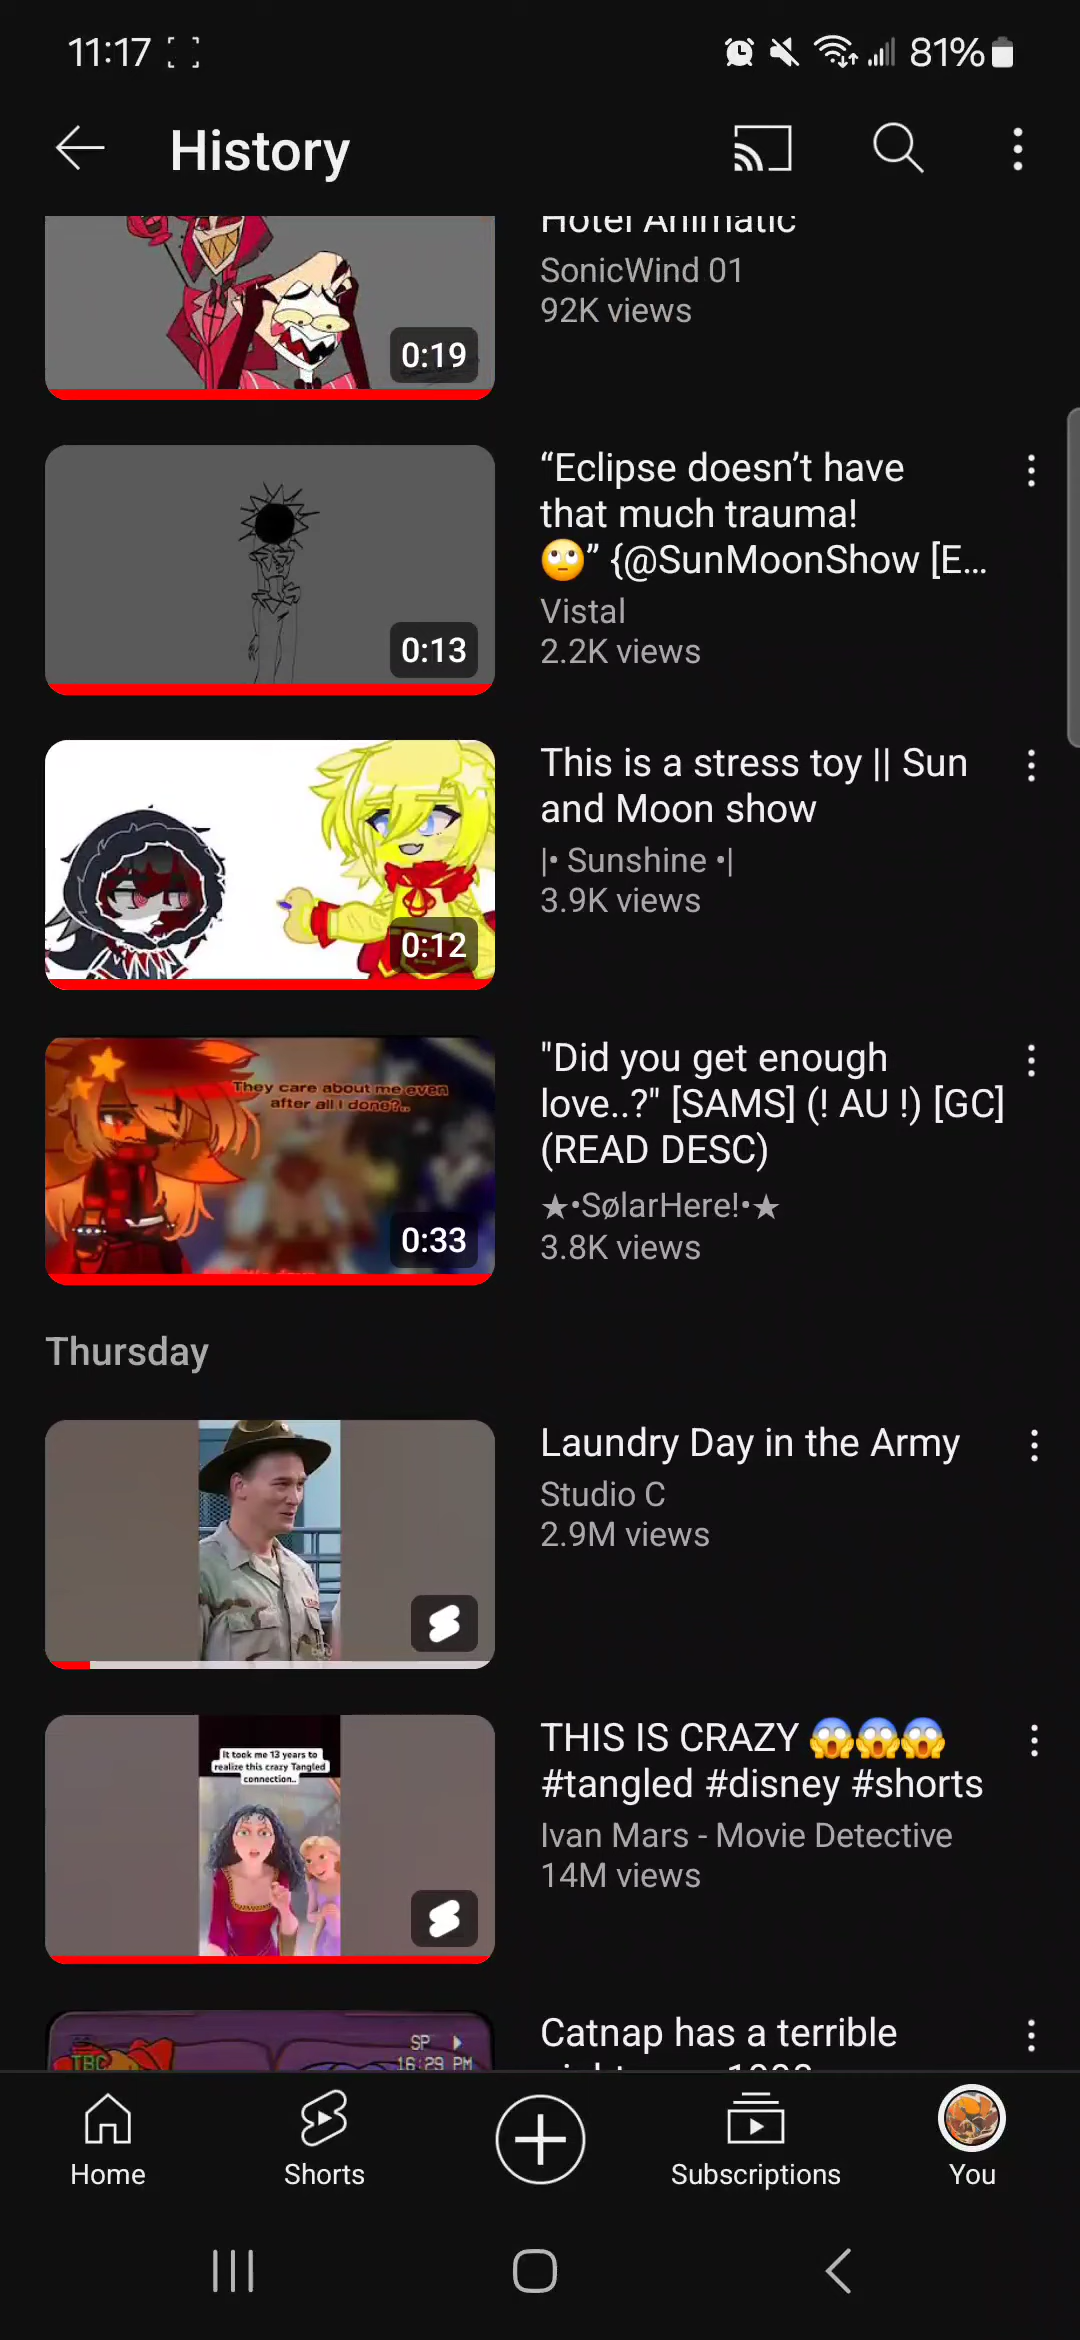 11:17
81%
History
Hotel Animatic
SonicWind 01
92K views
0:19
“Eclipse doesn’t have
that much trauma!
🙄” {@SunMoonShow [E...
Vistal
2.2K views
0:13
This is a stress toy || Sun
and Moon show
|• Sunshine •|
3.9K views
0:12
"Did you get enough
love..?" [SAMS] (! AU !) [GC]
(READ DESC)
★•SølarHere!•★
3.8K views
They care about me even
after all I done?..
0:33
Thursday
Laundry Day in the Army
Studio C
2.9M views
It took me 13 years to
realize this crazy Tangled
connection..
THIS IS CRAZY 😱😱😱
#tangled #disney #shorts
Ivan Mars - Movie Detective
14M views
SP
TBC
16:29 PM
Catnap has a terrible
Home
Shorts
Subscriptions
You